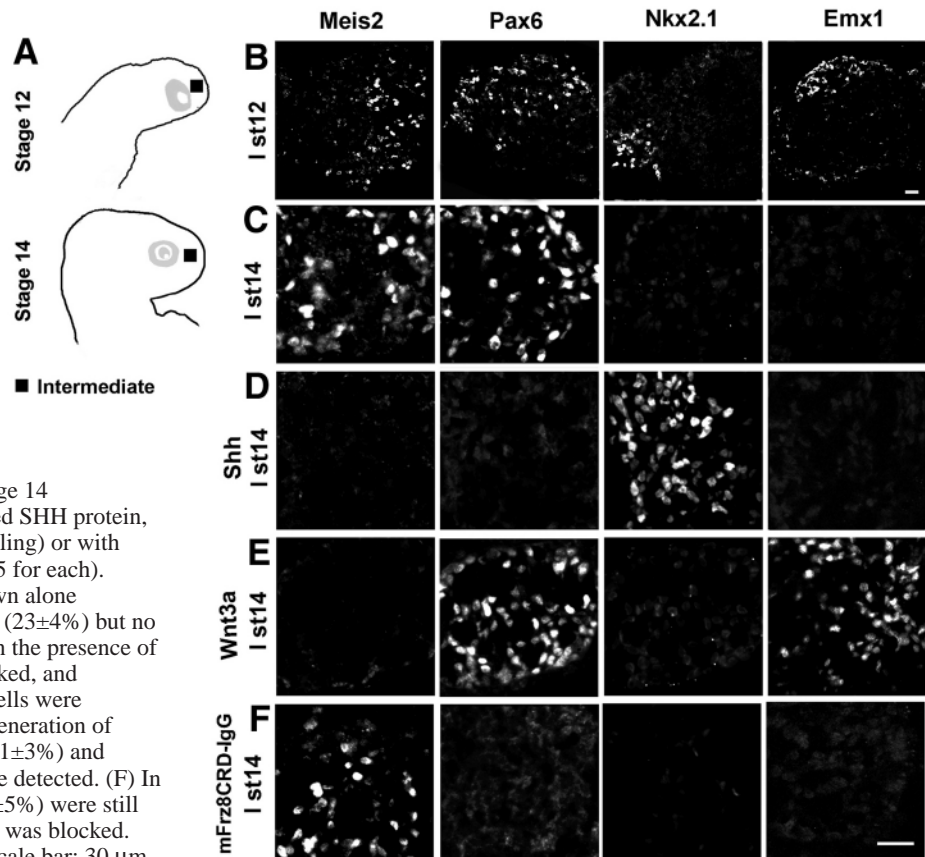 Meis2 Pax6 Nkx2.1 Emx1
A
Stage 12
Stage 14
■ Intermediate
B
I st12
C
I st14
D
Shh
I st14
E
Wnt3a
I st14
F
mFrz8CRD-IgG
I st14
ge 14
ed SHH protein,
ling) or with
5 for each).
wn alone
(23±4%) but no
n the presence of
ked, and
ells were
eneration of
1±3%) and
e detected. (F) In
±5%) were still
was blocked.
cale bar: 30 µm